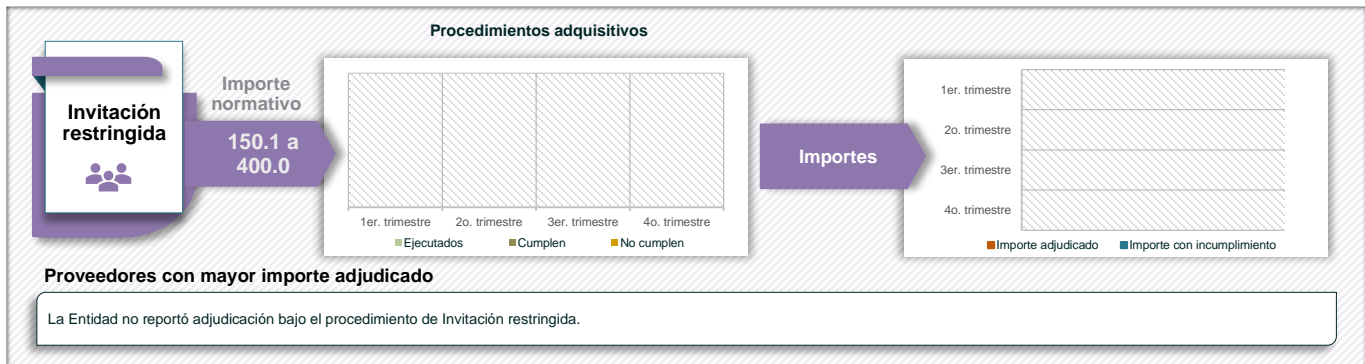 Procedimientos adquisitivos
Invitación
restringida
Importe
normativo
150.1 a
400.0
1er. trimestre 2o. trimestre 3er. trimestre 4o. trimestre
Ejecutados Cumplen No cumplen
Importes
1er. trimestre
2o. trimestre
3er. trimestre
4o. trimestre
Importe adjudicado Importe con incumplimiento
Proveedores con mayor importe adjudicado
La Entidad no reportó adjudicación bajo el procedimiento de Invitación restringida.